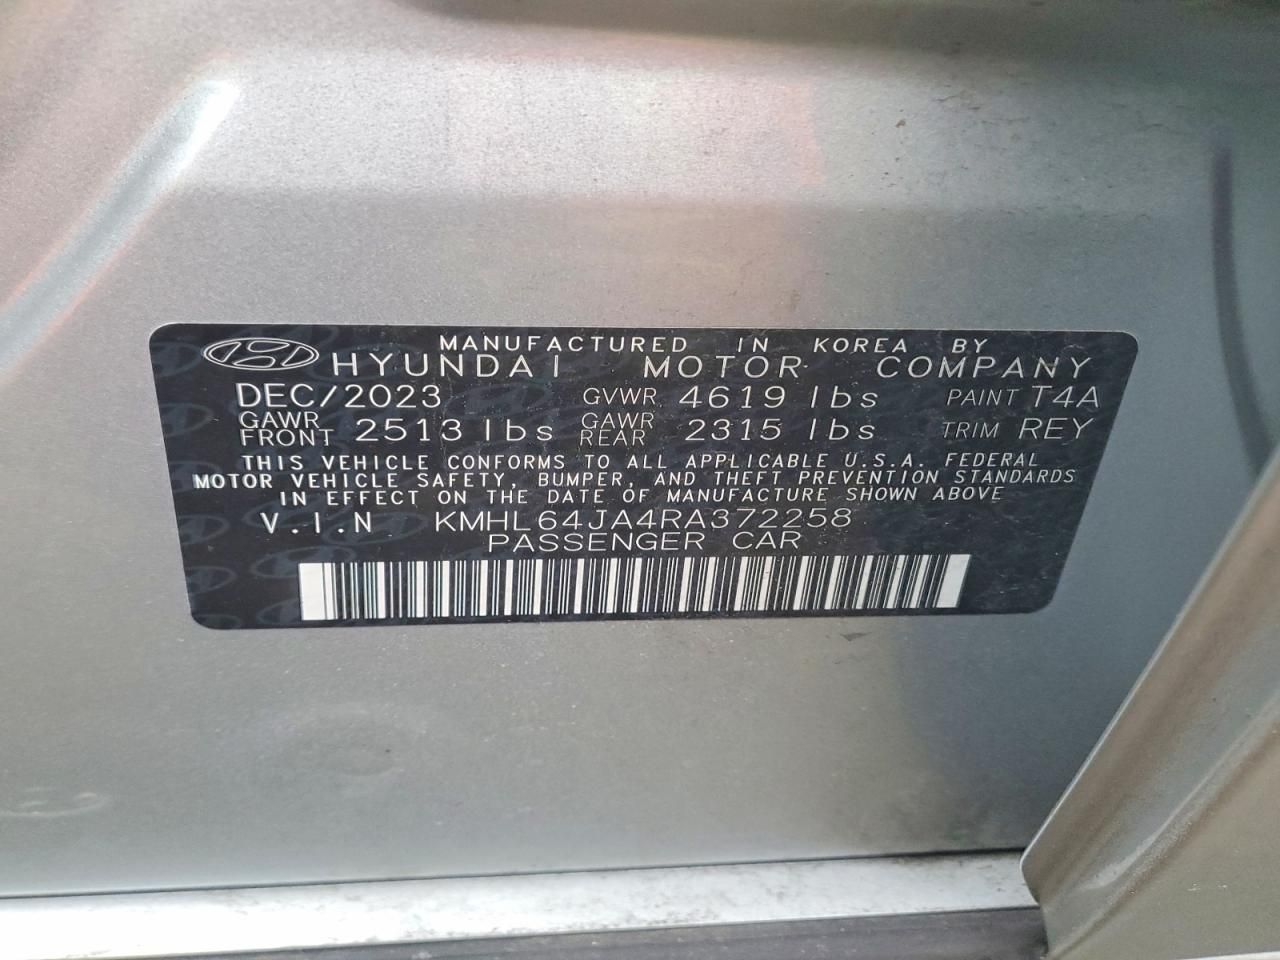 MANUFACTURED IN KOREA BY
HYUNDAI MOTOR COMPANY
DEC/2023 GVWR 4619 lbs PAINT T4A
GAWR FRONT 2513 lbs GAWR REAR 2315 lbs TRIM REY
THIS VEHICLE CONFORMS TO ALL APPLICABLE U.S.A. FEDERAL
MOTOR VEHICLE SAFETY, BUMPER, AND THEFT PREVENTION STANDARDS
IN EFFECT ON THE DATE OF MANUFACTURE SHOWN ABOVE
V.I.N KMHL64JA4RA372258
PASSENGER CAR